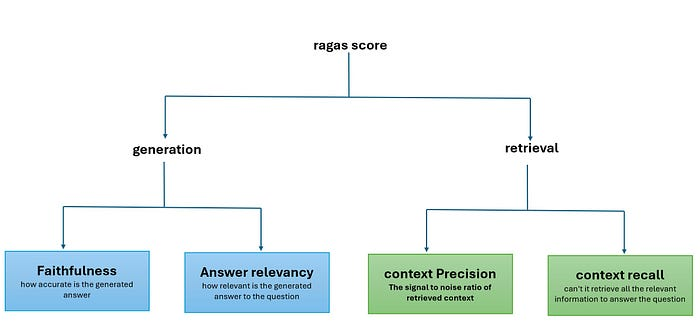 ragas score
generation
retrieval
Faithfulness
how accurate is the generated
answer
Answer relevancy
how relevant is the generated
answer to the question
context Precision
The signal to noise ratio of
retrieved context
context recall
can't it retrieve all the relevant
information to answer the question